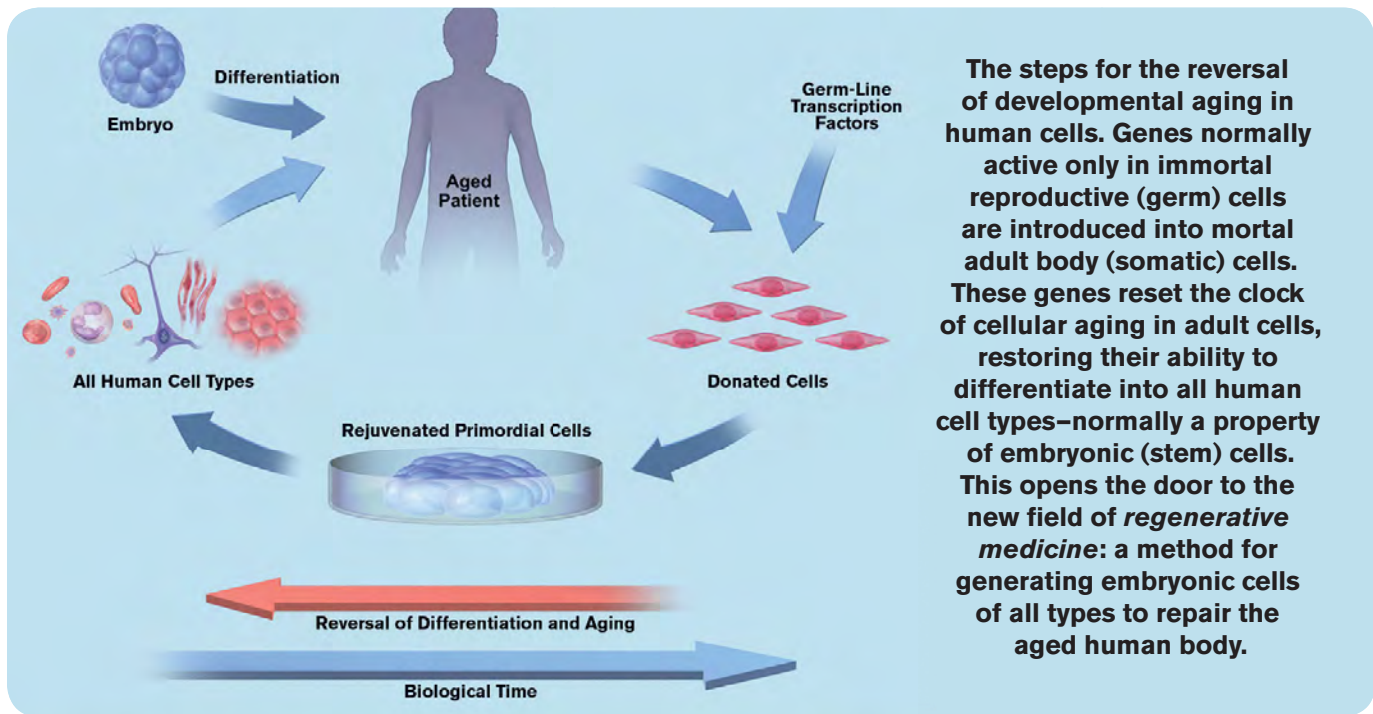 Differentiation
Embryo
Aged
Patient
Germ-Line
Transcription
Factors
All Human Cell Types
Donated Cells
Rejuvenated Primordial Cells
Reversal of Differentiation and Aging
Biological Time
The steps for the reversal
of developmental aging in
human cells. Genes normally
active only in immortal
reproductive (germ) cells
are introduced into mortal
adult body (somatic) cells.
These genes reset the clock
of cellular aging in adult cells,
restoring their ability to
differentiate into all human
cell types–normally a property
of embryonic (stem) cells.
This opens the door to the
new field of regenerative
medicine: a method for
generating embryonic cells
of all types to repair the
aged human body.